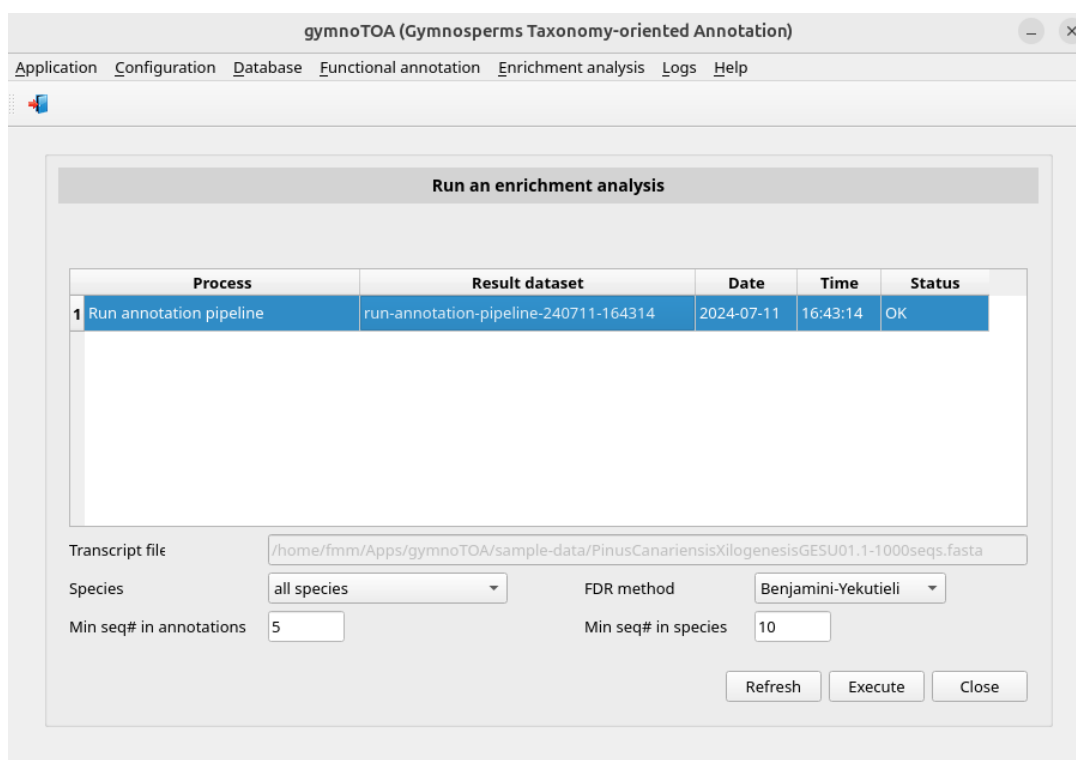 gymnoTOA (Gymnosperms Taxonomy-oriented Annotation)
Application Configuration Database Functional annotation Enrichment analysis Logs Help
Run an enrichment analysis
Process Result dataset Date Time Status
1 Run annotation pipeline run-annotation-pipeline-240711-164314 2024-07-11 16:43:14 OK
Transcript file /home/fmm/Apps/gymnoTOA/sample-data/PinusCanariensisXilogenesisGESU01.1-1000seqs.fasta
Species all species FDR method Benjamini-Yekutieli
Min seq# in annotations 5 Min seq# in species 10
Refresh Execute Close